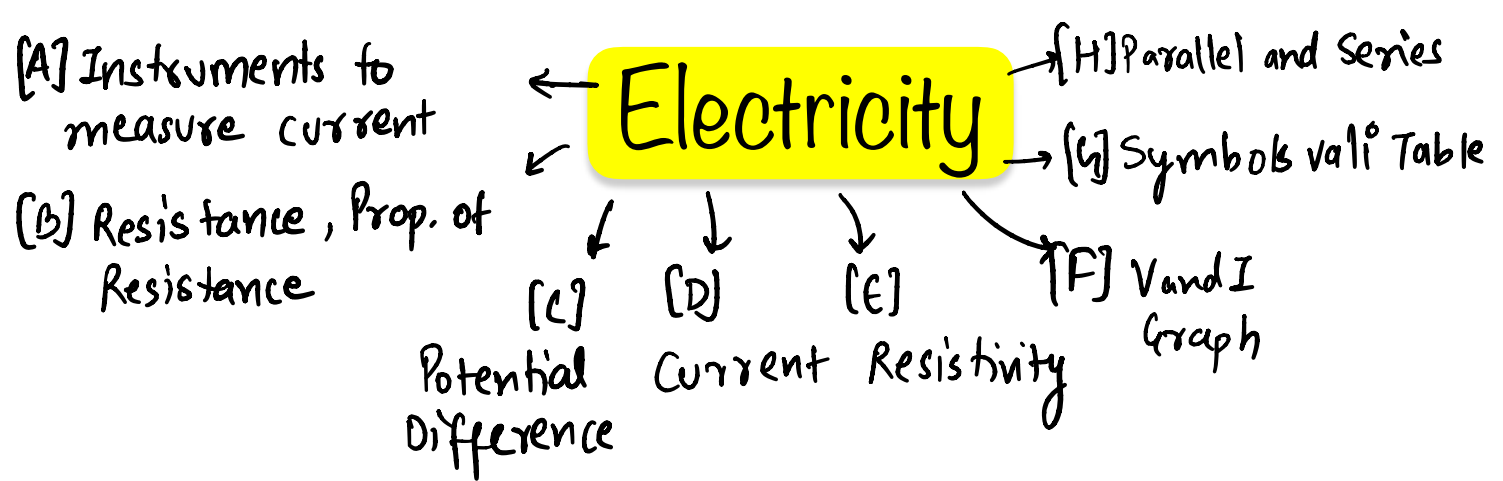 Electricity
[A] Instruments to
measure current
[B] Resistance, Prop. of
Resistance
[C]
Potential
Difference
[D]
Current
[E]
Resistivity
[F] V and I
Graph
[G] Symbols vali Table
[H] Parallel and Series